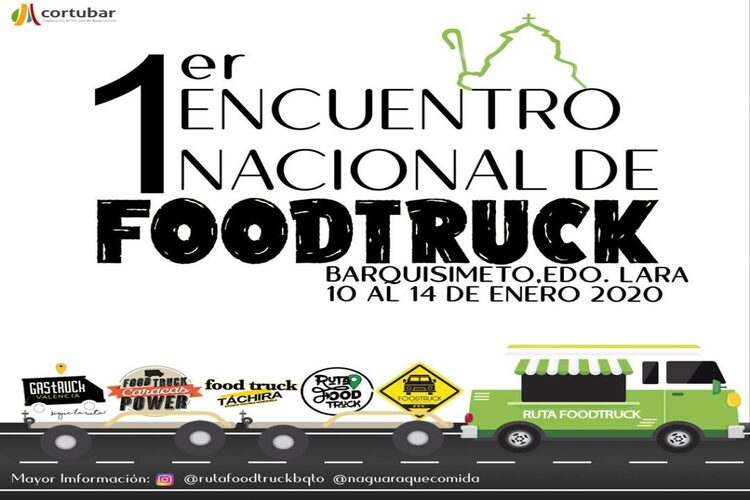 cortubar
1er
ENCUENTRO
NACIONAL DE
FOODTRUCK
BARQUISIMETO,EDO. LARA
10 AL 14 DE ENERO 2020
GASTRUCK
VALENCIA
sigue la ruta
FOOD TRUCK
Caracas
POWER
food truck
TÁCHIRA
RUTA
FOOD
TRUCK
FOODTRUCK
RUTA FOODTRUCK
Mayor Imformación: @rutafoodtruckbqto @naguaraquecomida